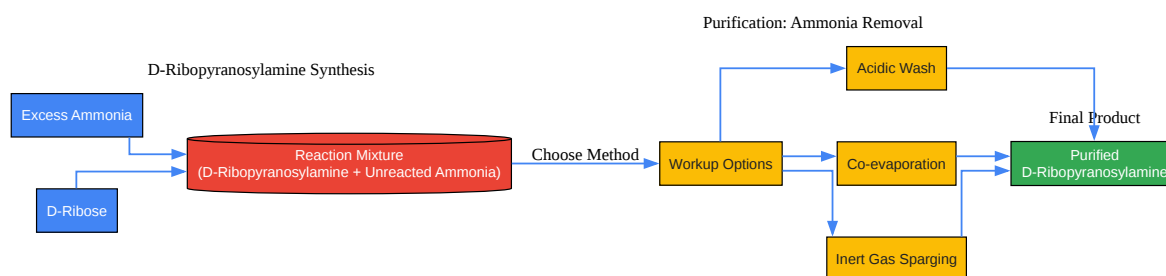 Purification: Ammonia Removal
D-Ribopyranosylamine Synthesis
Acidic Wash
Excess Ammonia
Final Product
Reaction Mixture
(D-Ribopyranosylamine + Unreacted Ammonia)
Choose Method
Workup Options
Co-evaporation
Purified
D-Ribopyranosylamine
D-Ribose
Inert Gas Sparging